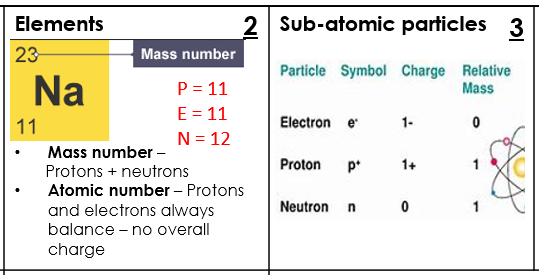 Elements 2
23 Mass number
Na
11
P = 11
E = 11
N = 12
• Mass number –
Protons + neutrons
• Atomic number – Protons
and electrons always
balance – no overall
charge
Sub-atomic particles 3
Particle Symbol Charge Relative
Mass
Electron e- 1- 0
Proton p+ 1+ 1
Neutron n 0 1